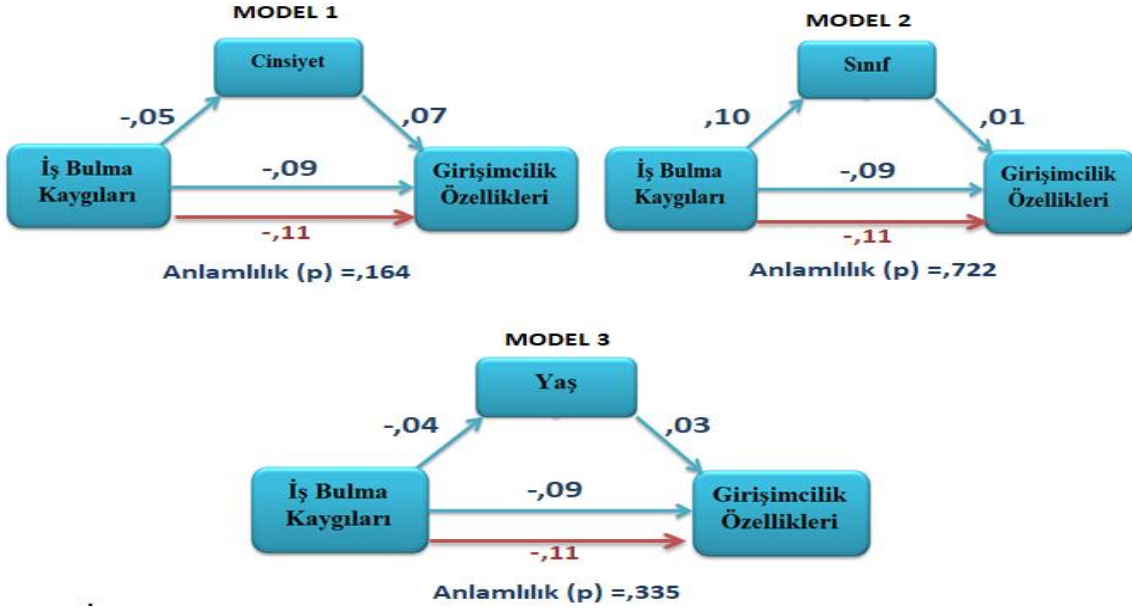 MODEL 1
Cinsiyet
-,05
,07
İş Bulma
Kaygıları
-,09
Girişimcilik
Özellikleri
-,11
Anlamlılık (p) =,164
MODEL 2
Sınıf
,10
,01
İş Bulma
Kaygıları
-,09
Girişimcilik
Özellikleri
-,11
Anlamlılık (p) =,722
MODEL 3
Yaş
-,04
,03
İş Bulma
Kaygıları
-,09
Girişimcilik
Özellikleri
-,11
Anlamlılık (p) =,335